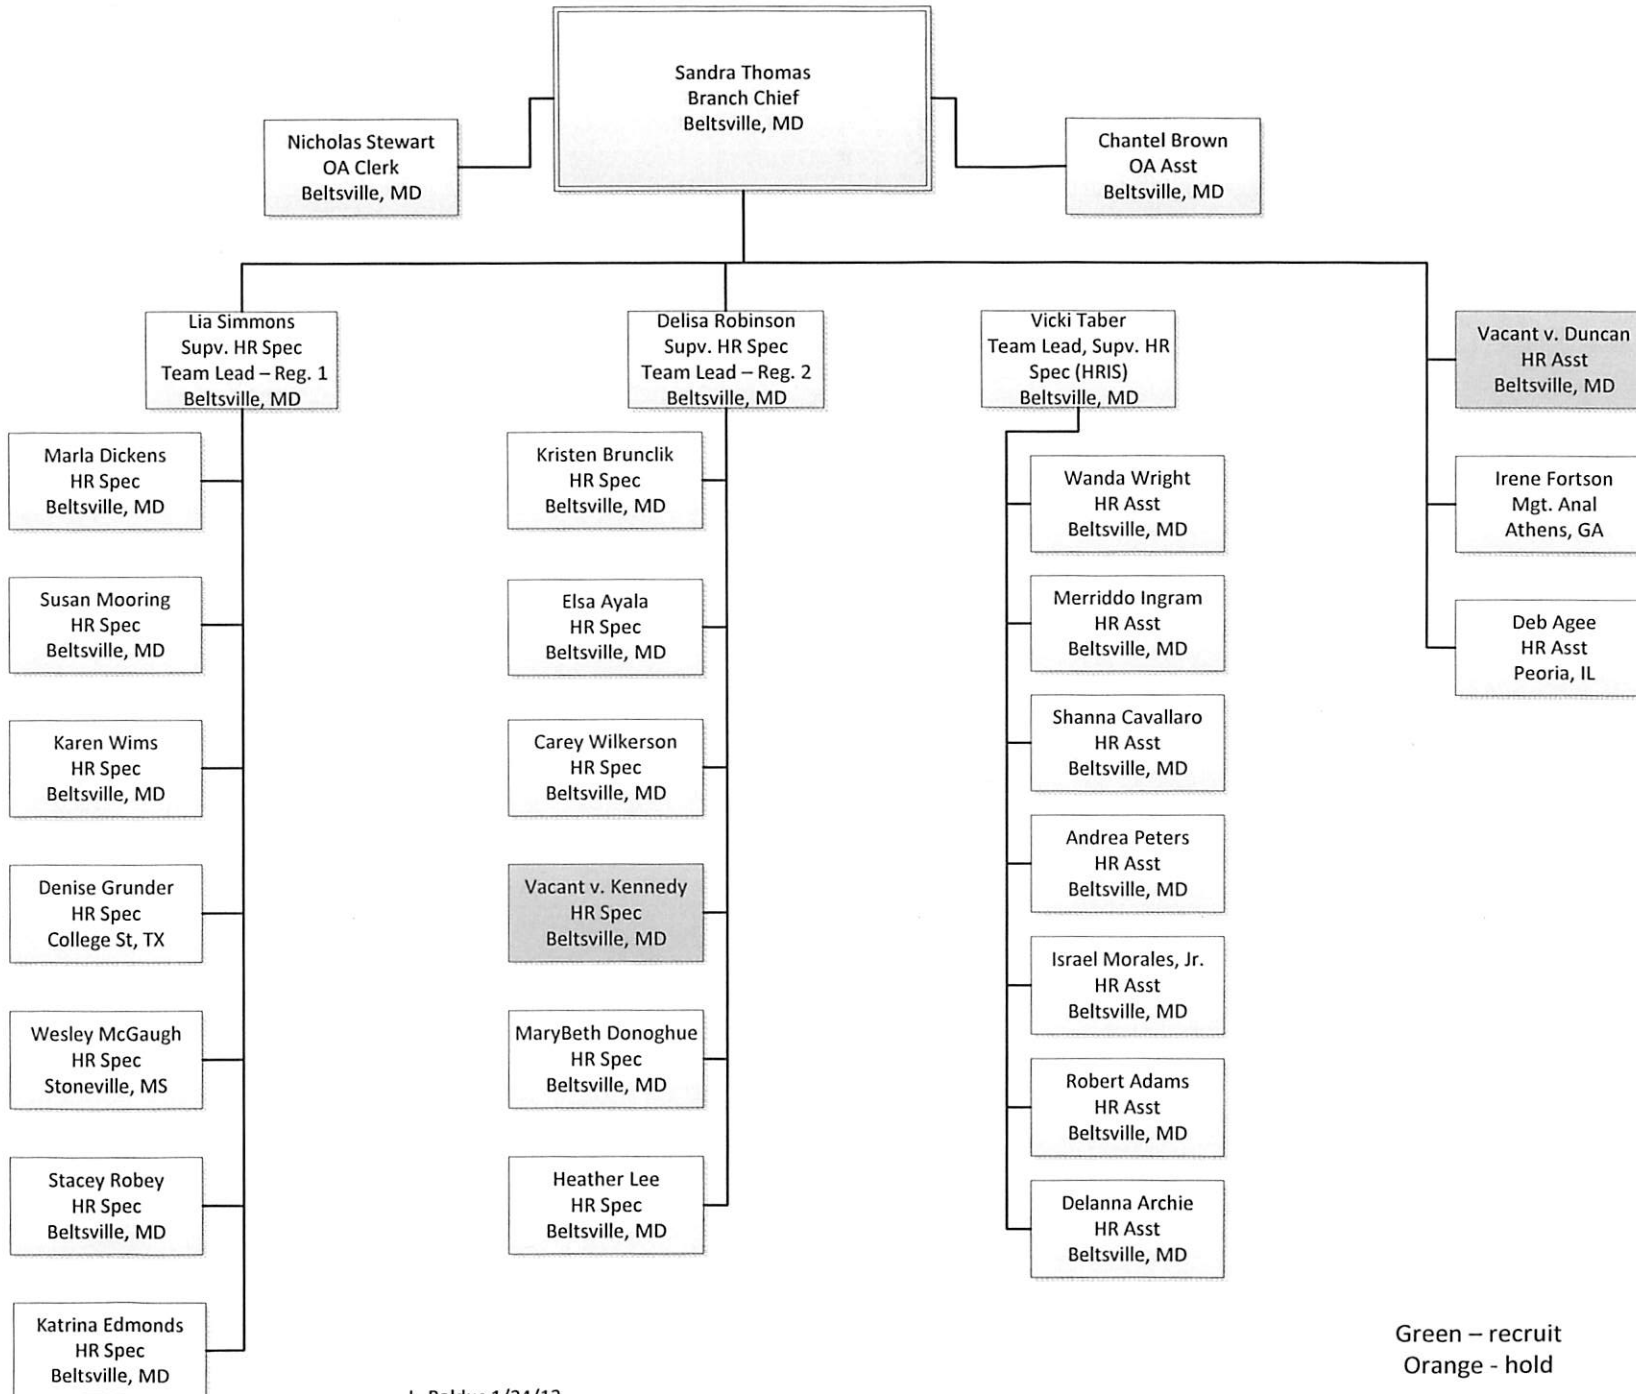 Sandra Thomas
Branch Chief
Beltsville, MD
Nicholas Stewart
OA Clerk
Beltsville, MD
Chantel Brown
OA Asst
Beltsville, MD
Lia Simmons
Supv. HR Spec
Team Lead – Reg. 1
Beltsville, MD
Marla Dickens
HR Spec
Beltsville, MD
Susan Mooring
HR Spec
Beltsville, MD
Karen Wims
HR Spec
Beltsville, MD
Denise Grunder
HR Spec
College St, TX
Wesley McGaugh
HR Spec
Stoneville, MS
Stacey Robey
HR Spec
Beltsville, MD
Katrina Edmonds
HR Spec
Beltsville, MD
Delisa Robinson
Supv. HR Spec
Team Lead – Reg. 2
Beltsville, MD
Kristen Brunclik
HR Spec
Beltsville, MD
Elsa Ayala
HR Spec
Beltsville, MD
Carey Wilkerson
HR Spec
Beltsville, MD
Vacant v. Kennedy
HR Spec
Beltsville, MD
MaryBeth Donoghue
HR Spec
Beltsville, MD
Heather Lee
HR Spec
Beltsville, MD
Vicki Taber
Team Lead, Supv. HR
Spec (HRIS)
Beltsville, MD
Wanda Wright
HR Asst
Beltsville, MD
Merriddo Ingram
HR Asst
Beltsville, MD
Shanna Cavallaro
HR Asst
Beltsville, MD
Andrea Peters
HR Asst
Beltsville, MD
Israel Morales, Jr.
HR Asst
Beltsville, MD
Robert Adams
HR Asst
Beltsville, MD
Delanna Archie
HR Asst
Beltsville, MD
Vacant v. Duncan
HR Asst
Beltsville, MD
Irene Fortson
Mgt. Anal
Athens, GA
Deb Agee
HR Asst
Peoria, IL
Green – recruit
Orange - hold